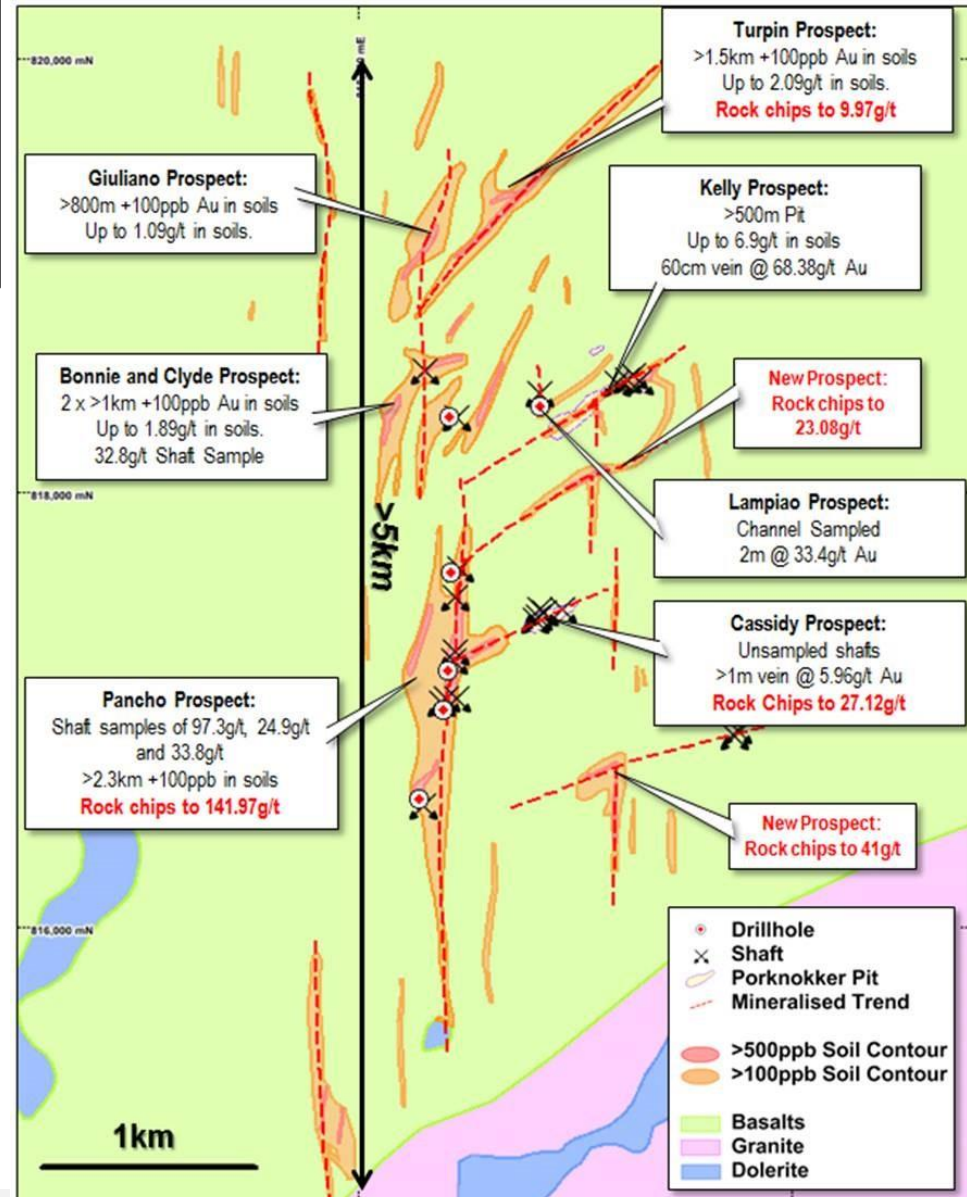 820,000 mN
mE
Turpin Prospect:
>1.5km +100ppb Au in soils
Up to 2.09g/t in soils.
Rock chips to 9.97g/t
Giuliano Prospect:
>800m +100ppb Au in soils
Up to 1.09g/t in soils.
Kelly Prospect:
>500m Pit
Up to 6.9g/t in soils
60cm vein @ 68.38g/t Au
Bonnie and Clyde Prospect:
2 x >1km +100ppb Au in soils
Up to 1.89g/t in soils.
32.8g/t Shaft Sample
New Prospect:
Rock chips to
23.08g/t
818,000 mN
>5km
Lampiao Prospect:
Channel Sampled
2m @ 33.4g/t Au
Cassidy Prospect:
Unsampled shafts
>1m vein @ 5.96g/t Au
Rock Chips to 27.12g/t
Pancho Prospect:
Shaft samples of 97.3g/t, 24.9g/t
and 33.8g/t
>2.3km +100ppb in soils
Rock chips to 141.97g/t
New Prospect:
Rock chips to 41g/t
816,000 mN
Drillhole
Shaft
Porknokker Pit
Mineralised Trend
>500ppb Soil Contour
>100ppb Soil Contour
Basalts
Granite
Dolerite
1km